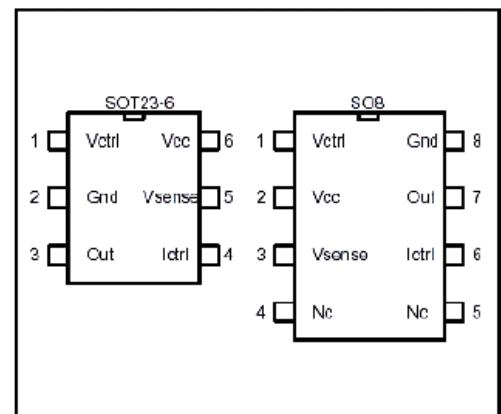 SOT23-6
SO8
1 Vctrl Vcc 6
2 Gnd Vsense 5
3 Out Ictrl 4
1 Vctrl Gnd 8
2 Vcc Out 7
3 Vsense Ictrl 6
4 Nc Nc 5